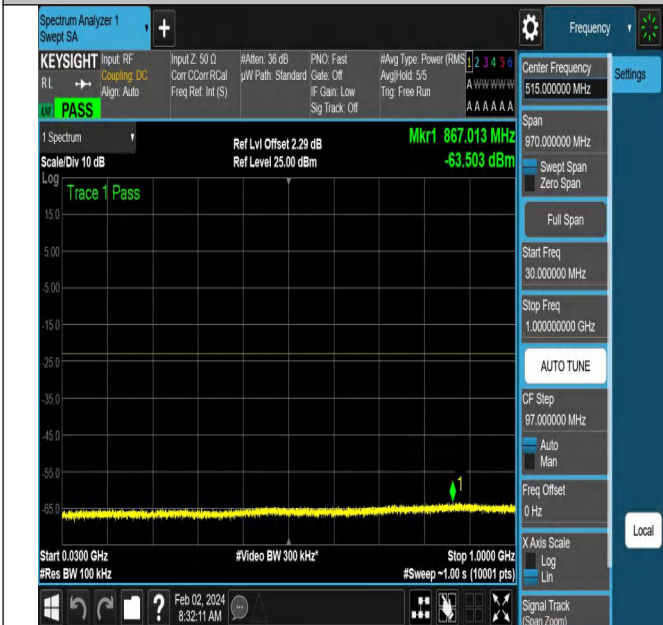 Spectrum Analyzer 1
Swept SA
+
Frequency
KEYSIGHT
RL
Input: RF
Coupling: DC
Align: Auto
Input Z: 50 Ω
Corr CCorr RCal
Freq Ref: Int (S)
#Atten: 36 dB
µW Path: Standard
PNO: Fast
Gate: Off
IF Gain: Low
Sig Track: Off
#Avg Type: Power (RMS
Avg|Hold: 5/5
Trig: Free Run
1 2 3 4 5 6
A W W W W W
A A A A A A
PASS
1 Spectrum
Scale/Div 10 dB
Ref Lvl Offset 2.29 dB
Ref Level 25.00 dBm
Mkr1 867.013 MHz
-63.503 dBm
Log
Trace 1 Pass
15.0
5.00
-5.00
-15.0
-25.0
-35.0
-45.0
-55.0
-65.0
1
Start 0.0300 GHz
#Res BW 100 kHz
#Video BW 300 kHz*
Stop 1.0000 GHz
#Sweep ~1.00 s (10001 pts)
Feb 02, 2024
8:32:11 AM
?
Center Frequency
515.000000 MHz
Settings
Span
970.000000 MHz
Swept Span
Zero Span
Full Span
Start Freq
30.000000 MHz
Stop Freq
1.000000000 GHz
AUTO TUNE
CF Step
97.000000 MHz
Auto
Man
Freq Offset
0 Hz
Local
X Axis Scale
Log
Lin
Signal Track
(Span Zoom)